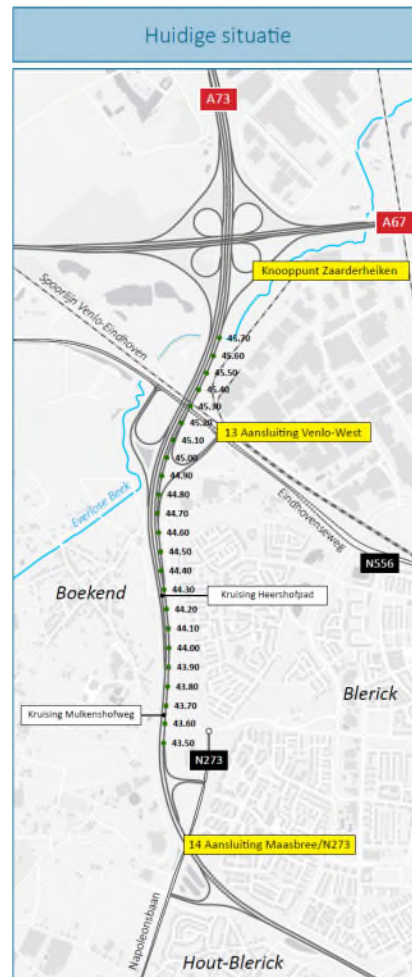 Huidige situatie
A73
A67
Knooppunt Zaarderheiken
Spoorlijn Venlo-Eindhoven
45.70
45.60
45.50
45.40
45.30
45.20
13 Aansluiting Venlo-West
45.10
45.00
44.90
44.80
44.70
Eindhovenseweg
Everlose Beek
44.60
44.50
N556
44.40
44.30
Boekend
Kruising Heershofpad
44.20
44.10
44.00
43.90
Blerick
43.80
43.70
Kruising Mulkenshofweg
43.60
43.50
N273
14 Aansluiting Maasbree/N273
Napoleonsbaan
Hout-Blerick